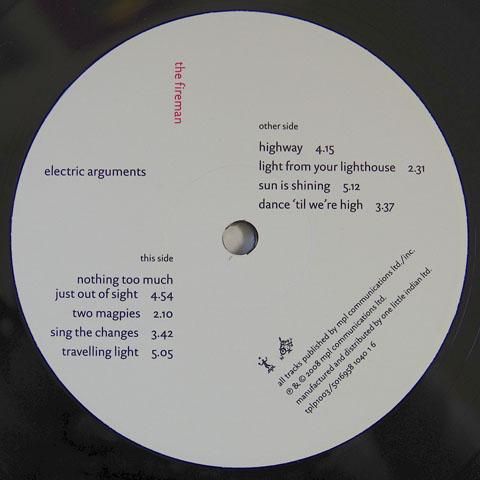 the fireman
electric arguments
other side
highway 4.15
light from your lighthouse 2.31
sun is shining 5.12
dance ‘til we’re high 3.37
this side
nothing too much
just out of sight 4.54
two magpies 2.10
sing the changes 3.42
travelling light 5.05
all tracks published by mpl communications ltd./inc.
℗ & © 2008 mpl communications ltd.
manufactured and distributed by one little indian ltd.
tplp1003/5016958 1040 1 6